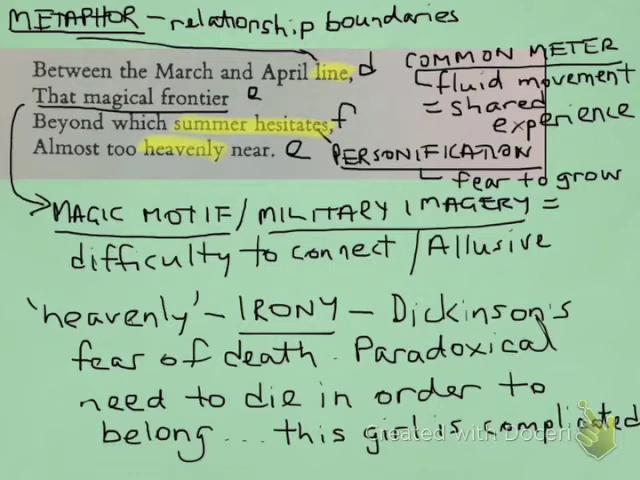 METAPHOR - relationship boundaries
Between the March and April line, d
That magical frontier e
Beyond which summer hesitates, f
Almost too heavenly near. e
COMMON METER
fluid movement
= shared
experience
PERSONIFICATION
fear to grow
MAGIC MOTIF / MILITARY IMAGERY =
difficulty to connect / Allusive
'heavenly' - IRONY - Dickinson's
fear of death. Paradoxical
need to die in order to
belong... this girl is complicated
Created with Doceri